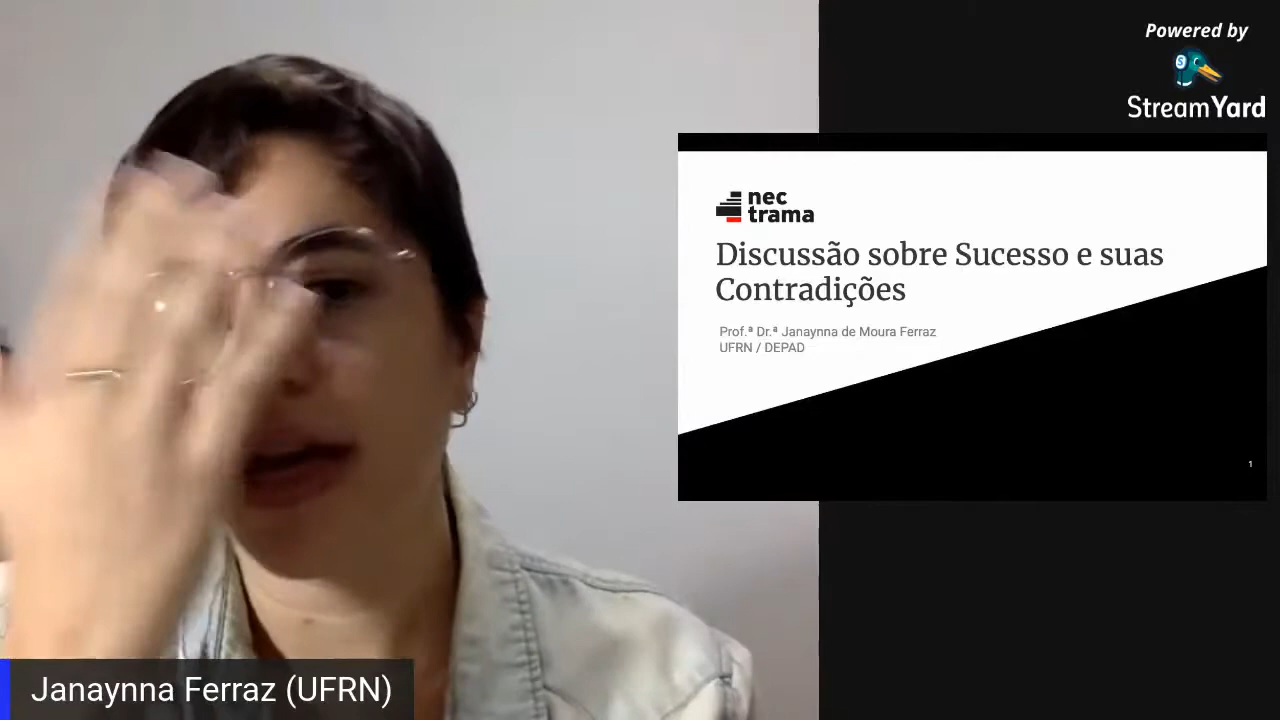 Powered by
StreamYard
nec
trama
Discussão sobre Sucesso e suas
Contradições
Prof.ª Dr.ª Janaynna de Moura Ferraz
UFRN / DEPAD
1
Janaynna Ferraz (UFRN)